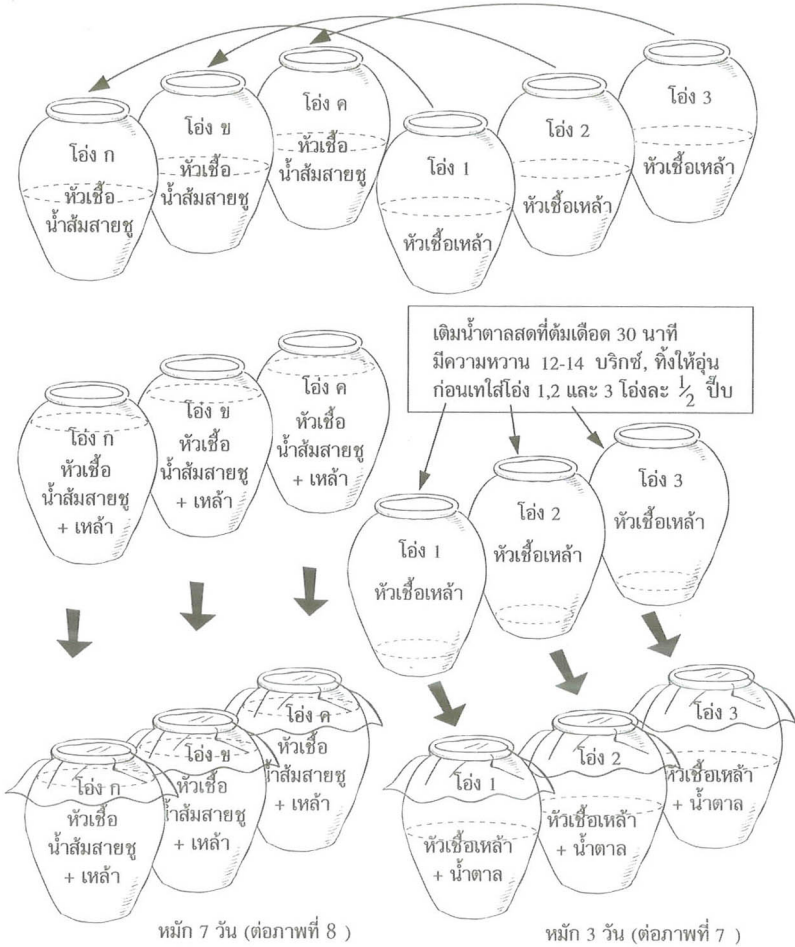 โอ่ง ก
หัวเชื้อ
น้ำส้มสายชู
โอ่ง ข
หัวเชื้อ
น้ำส้มสายชู
โอ่ง ค
หัวเชื้อ
น้ำส้มสายชู
โอ่ง 1
หัวเชื้อเหล้า
โอ่ง 2
หัวเชื้อเหล้า
โอ่ง 3
หัวเชื้อเหล้า
เติมน้ำตาลสดที่ต้มเดือด 30 นาที
มีความหวาน 12-14 บริกซ์, ทิ้งให้อุ่น
ก่อนเทใส่โอ่ง 1,2 และ 3 โอ่งละ 1/2 ปี๊บ
โอ่ง ก
หัวเชื้อ
น้ำส้มสายชู
+ เหล้า
โอ่ง ข
หัวเชื้อ
น้ำส้มสายชู
+ เหล้า
โอ่ง ค
หัวเชื้อ
น้ำส้มสายชู
+ เหล้า
โอ่ง 1
หัวเชื้อเหล้า
โอ่ง 2
หัวเชื้อเหล้า
โอ่ง 3
หัวเชื้อเหล้า
โอ่ง ก
หัวเชื้อ
น้ำส้มสายชู
+ เหล้า
โอ่ง ข
หัวเชื้อ
น้ำส้มสายชู
+ เหล้า
โอ่ง ค
หัวเชื้อ
น้ำส้มสายชู
+ เหล้า
โอ่ง 1
หัวเชื้อเหล้า
+ น้ำตาล
โอ่ง 2
หัวเชื้อเหล้า
+ น้ำตาล
โอ่ง 3
หัวเชื้อเหล้า
+ น้ำตาล
หมัก 7 วัน (ต่อภาพที่ 8 )
หมัก 3 วัน (ต่อภาพที่ 7 )